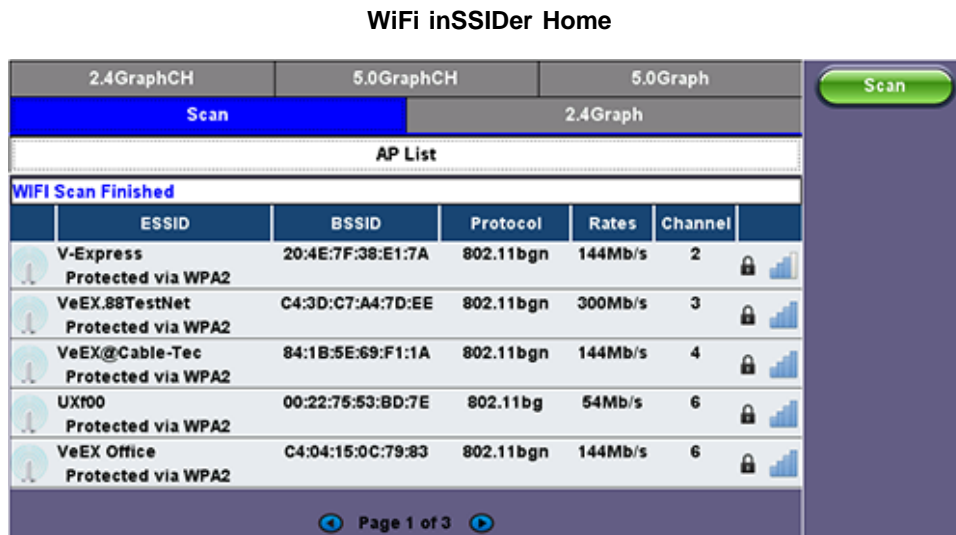 WiFi inSSIDer Home
2.4GraphCH 5.0GraphCH 5.0Graph Scan
Scan 2.4Graph
AP List
WIFI Scan Finished
ESSID BSSID Protocol Rates Channel
V-Express 20:4E:7F:38:E1:7A 802.11bgn 144Mb/s 2
Protected via WPA2
VeEX.88TestNet C4:3D:C7:A4:7D:EE 802.11bgn 300Mb/s 3
Protected via WPA2
VeEX@Cable-Tec 84:1B:5E:69:F1:1A 802.11bgn 144Mb/s 4
Protected via WPA2
UXf00 00:22:75:53:BD:7E 802.11bg 54Mb/s 6
Protected via WPA2
VeEX Office C4:04:15:0C:79:83 802.11bgn 144Mb/s 6
Protected via WPA2
Page 1 of 3